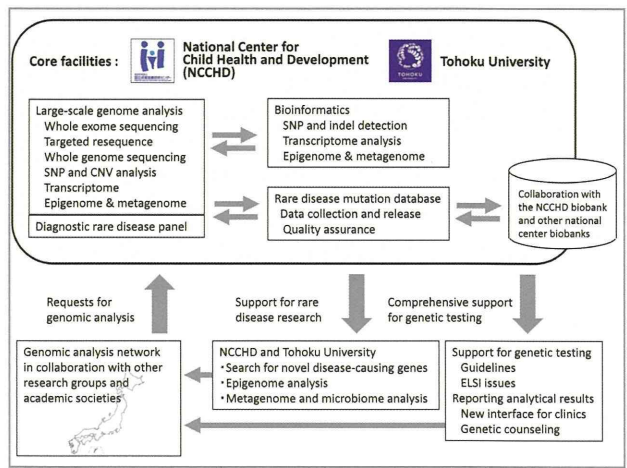 Core facilities :
National Center for
Child Health and Development
(NCCHD)
TOHOKU
Tohoku University
Large-scale genome analysis
Whole exome sequencing
Targeted resequence
Whole genome sequencing
SNP and CNV analysis
Transcriptome
Epigenome & metagenome
Diagnostic rare disease panel
Bioinformatics
SNP and indel detection
Transcriptome analysis
Epigenome & metagenome
Rare disease mutation database
Data collection and release
Quality assurance
Collaboration with
the NCCHD biobank
and other national
center biobanks
Requests for
genomic analysis
Support for rare
disease research
Comprehensive support
for genetic testing
Genomic analysis network
in collaboration with other
research groups and
academic societies
NCCHD and Tohoku University
・Search for novel disease-causing genes
・Epigenome analysis
・Metagenome and microbiome analysis
Support for genetic testing
Guidelines
ELSI issues
Reporting analytical results
New interface for clinics
Genetic counseling